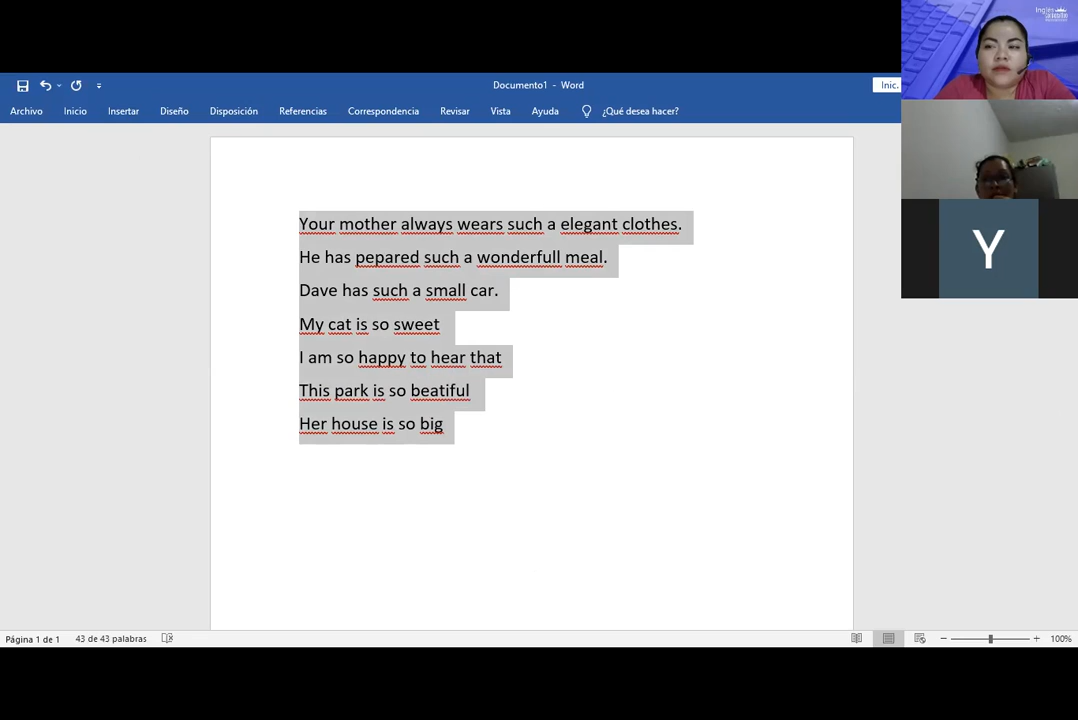 Documento1 - Word
Inic.
Archivo Inicio Insertar Diseño Disposición Referencias Correspondencia Revisar Vista Ayuda ¿Qué desea hacer?
Your mother always wears such a elegant clothes.
He has pepared such a wonderfull meal.
Dave has such a small car.
My cat is so sweet
I am so happy to hear that
This park is so beatiful
Her house is so big
Y
Página 1 de 1 43 de 43 palabras 100%